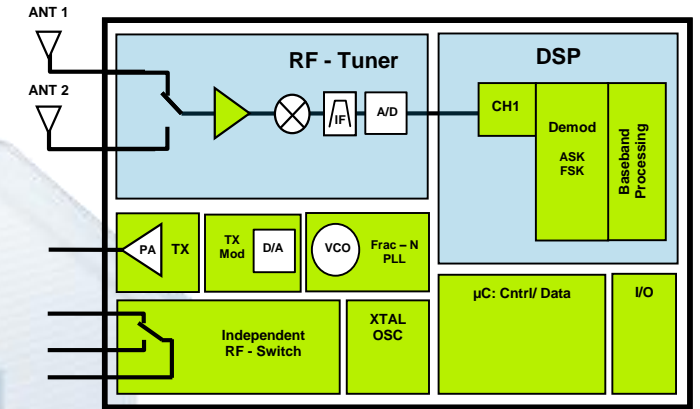 ANT 1
ANT 2
RF - Tuner
IF
A/D
DSP
CH1
Demod
ASK
FSK
Baseband
Processing
PA
TX
TX
Mod
D/A
VCO
Frac – N
PLL
µC: Cntrl/ Data
I/O
Independent
RF - Switch
XTAL
OSC